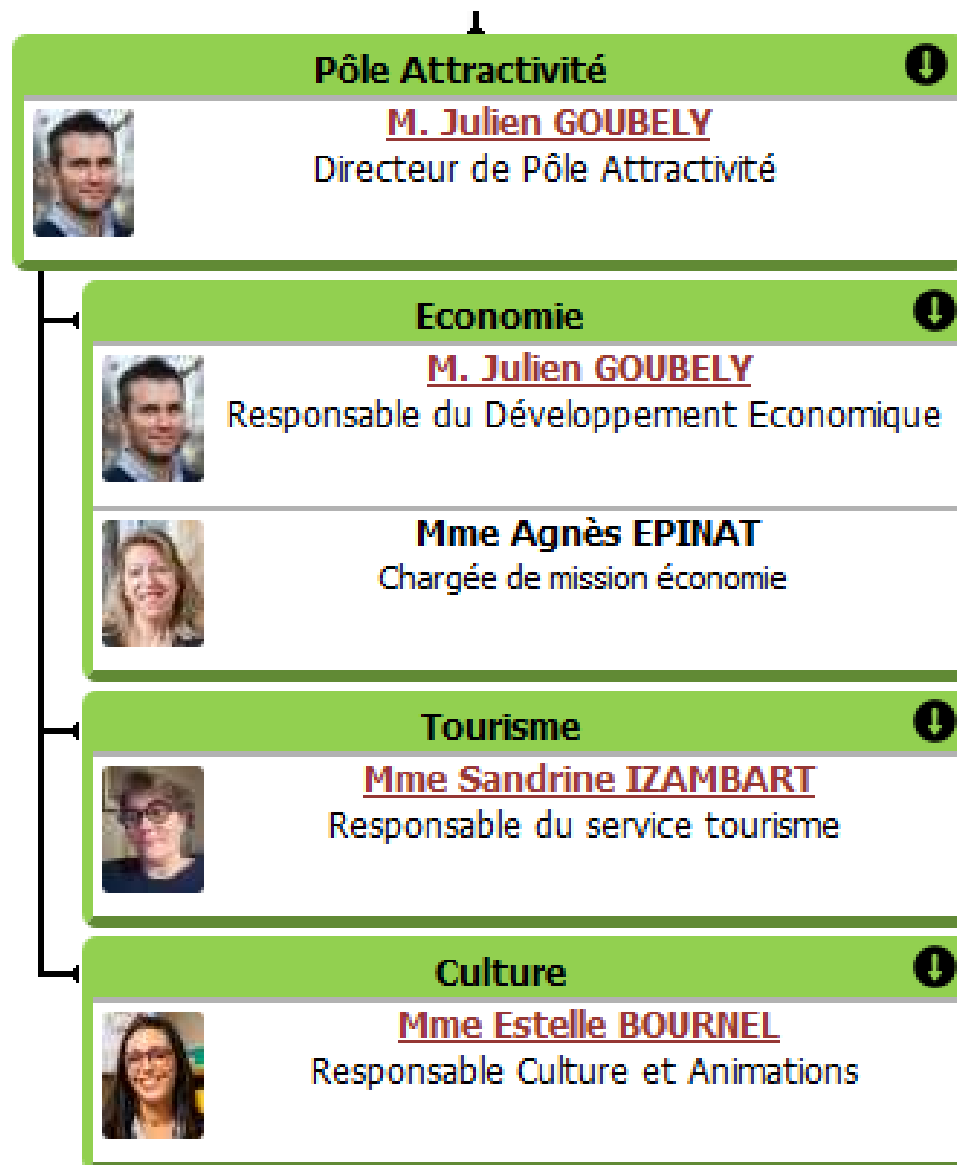 Pôle Attractivité
M. Julien GOUBELY
Directeur de Pôle Attractivité
Economie
M. Julien GOUBELY
Responsable du Développement Economique
Mme Agnès EPINAT
Chargée de mission économie
Tourisme
Mme Sandrine IZAMBART
Responsable du service tourisme
Culture
Mme Estelle BOURNEL
Responsable Culture et Animations